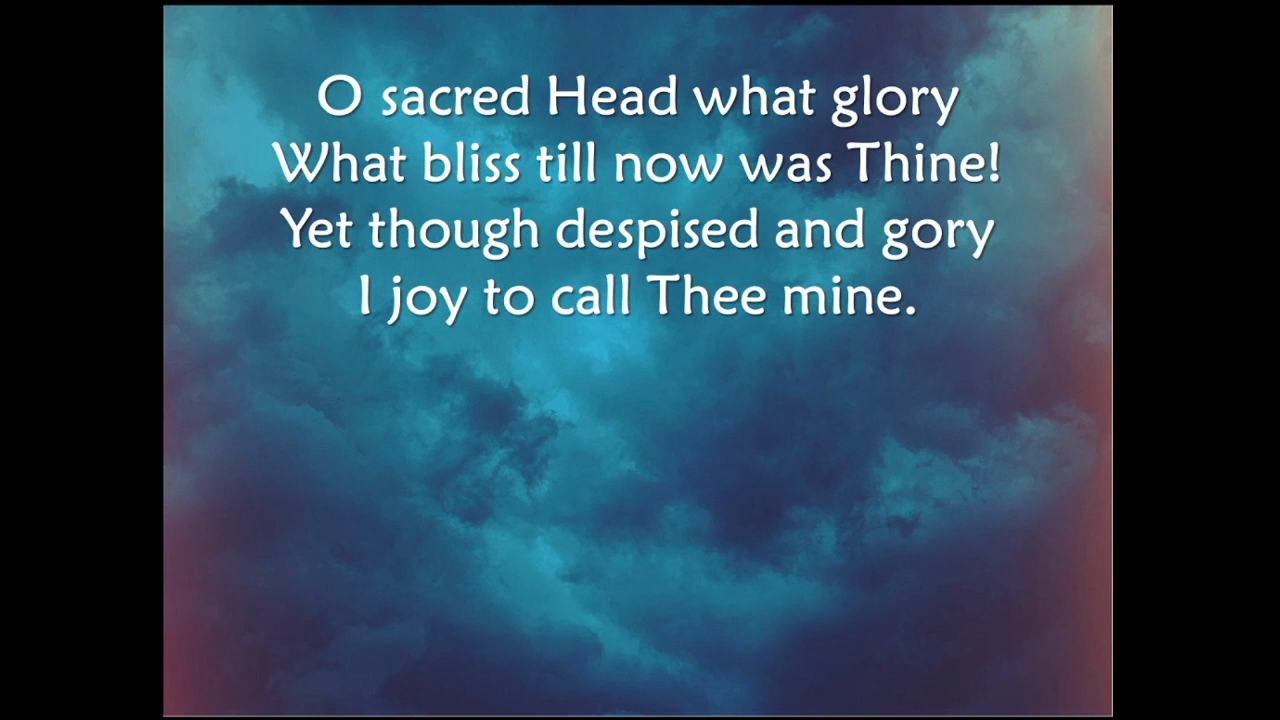 O sacred Head what glory
What bliss till now was Thine!
Yet though despised and gory
I joy to call Thee mine.